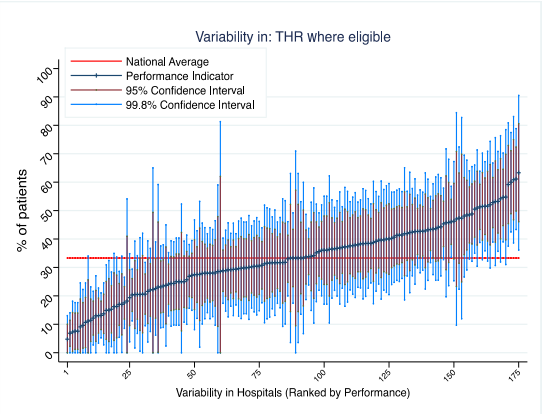 Variability in: THR where eligible
National Average
Performance Indicator
95% Confidence Interval
99.8% Confidence Interval
% of patients
100
90
80
70
60
50
40
30
20
10
0
1
25
50
75
100
125
150
175
Variability in Hospitals (Ranked by Performance)